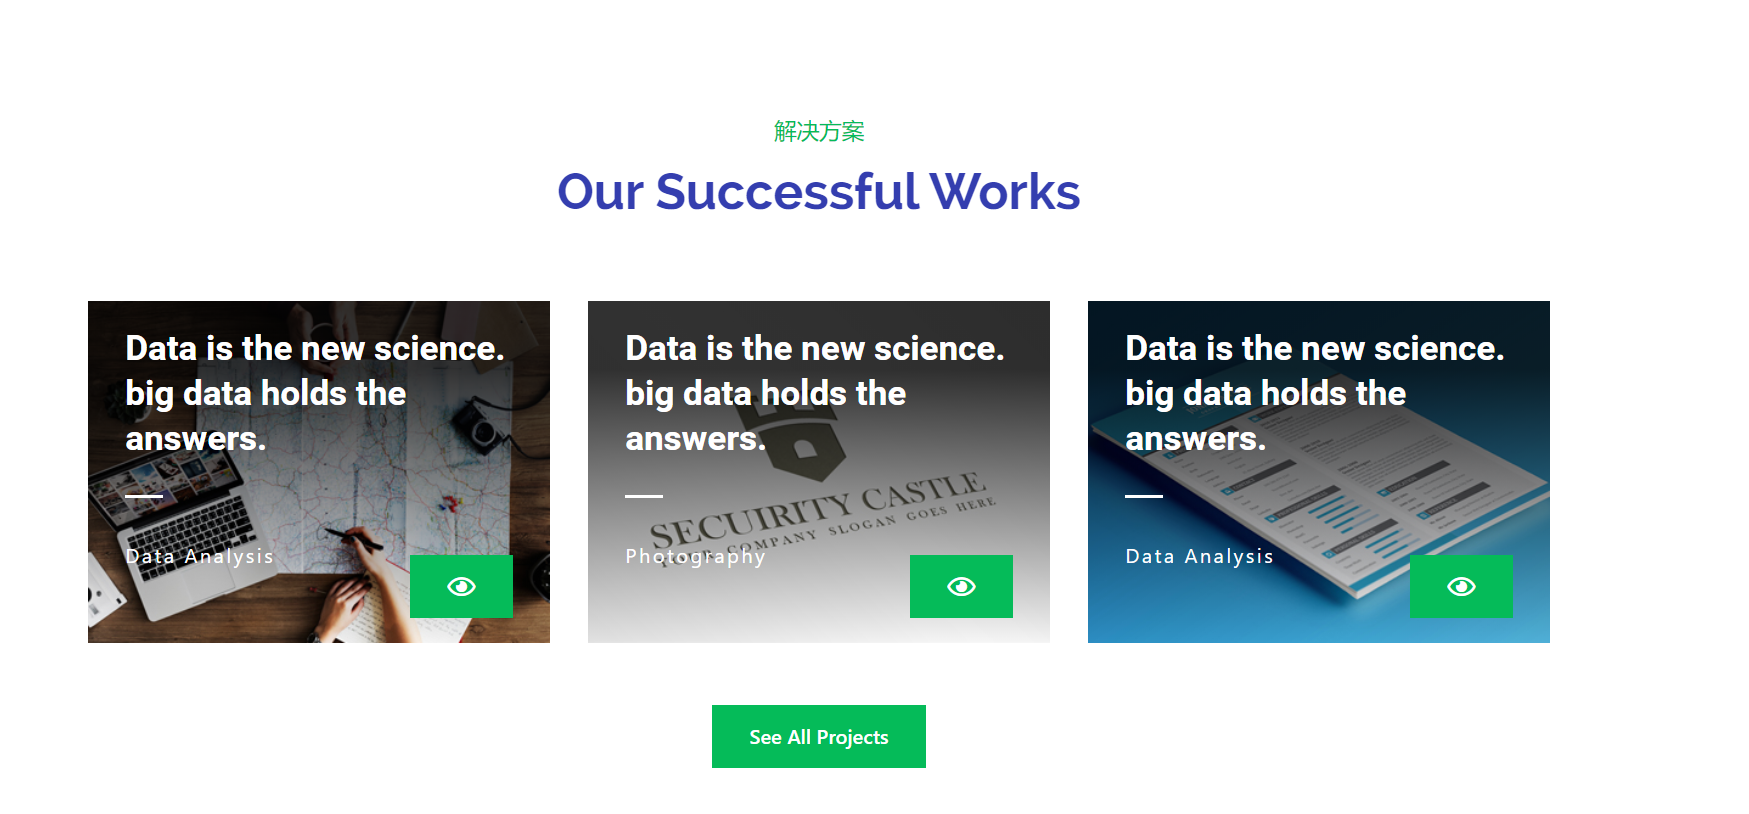 解决方案
Our Successful Works
Data is the new science.
big data holds the
answers.
Data Analysis
Data is the new science.
big data holds the
answers.
SECUIRITY CASTLE
COMPANY SLOGAN GOES HERE
Photography
Data is the new science.
big data holds the
answers.
Data Analysis
See All Projects